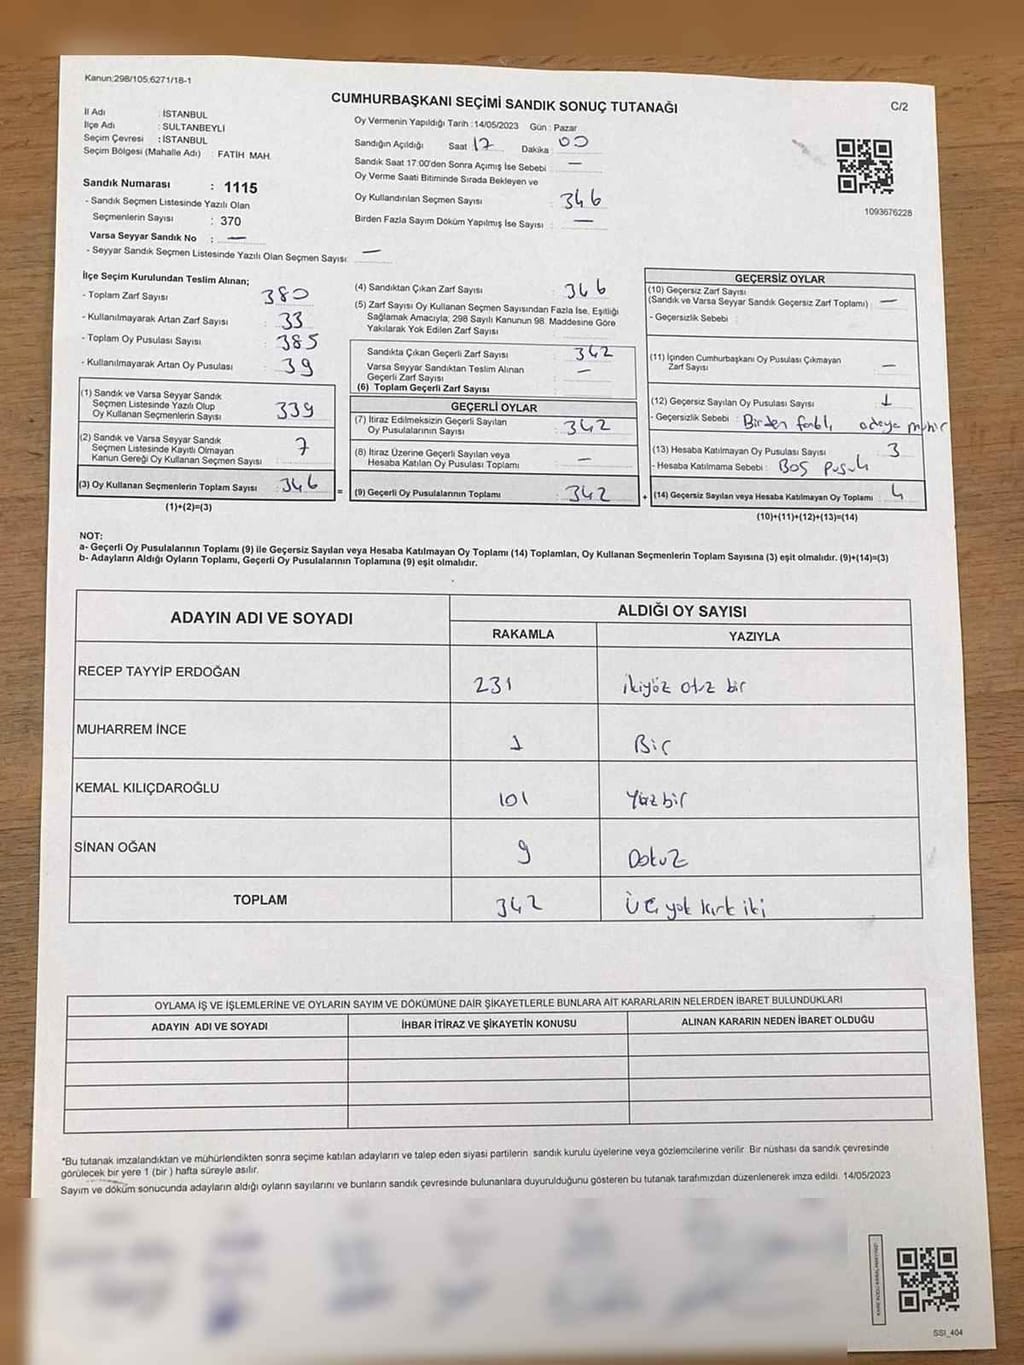 Kanun:298/105;6271/18-1
C/2
CUMHURBAŞKANI SEÇİMİ SANDIK SONUÇ TUTANAĞI
İl Adı : İSTANBUL
İlçe Adı : SULTANBEYLİ
Seçim Çevresi : İSTANBUL
Seçim Bölgesi (Mahalle Adı) : FATİH MAH.
Sandık Numarası : 1115
- Sandık Seçmen Listesinde Yazılı Olan
Seçmenlerin Sayısı : 370
Varsa Seyyar Sandık No : —
- Seyyar Sandık Seçmen Listesinde Yazılı Olan Seçmen Sayısı: —
Oy Vermenin Yapıldığı Tarih : 14/05/2023 Gün : Pazar
Sandığın Açıldığı Saat 17 Dakika 00
Sandık Saat 17:00'den Sonra Açımış İse Sebebi : —
Oy Verme Saati Bitiminde Sırada Bekleyen ve
Oy Kullandırılan Seçmen Sayısı : 346
Birden Fazla Sayım Döküm Yapılmış İse Sayısı : —
1093676228
İlçe Seçim Kurulundan Teslim Alınan;
- Toplam Zarf Sayısı : 380
- Kullanılmayarak Artan Zarf Sayısı : 33
- Toplam Oy Pusulası Sayısı : 385
- Kullanılmayarak Artan Oy Pusulası : 39
(1) Sandık ve Varsa Seyyar Sandık
Seçmen Listesinde Yazılı Olup
Oy Kullanan Seçmenlerin Sayısı : 339
(2) Sandık ve Varsa Seyyar Sandık
Seçmen Listesinde Kayıtlı Olmayan
Kanun Gereği Oy Kullanan Seçmen Sayısı : 7
(3) Oy Kullanan Seçmenlerin Toplam Sayısı : 346
(1)+(2)=(3)
(4) Sandıktan Çıkan Zarf Sayısı : 346
(5) Zarf Sayısı Oy Kullanan Seçmen Sayısından Fazla İse, Eşitliği
Sağlamak Amacıyla; 298 Sayılı Kanunun 98. Maddesine Göre
Yakılarak Yok Edilen Zarf Sayısı
Sandıkta Çıkan Geçerli Zarf Sayısı : 342
Varsa Seyyar Sandıktan Teslim Alınan
Geçerli Zarf Sayısı : —
(6) Toplam Geçerli Zarf Sayısı
GEÇERLİ OYLAR
(7) İtiraz Edilmeksizin Geçerli Sayılan
Oy Pusulalarının Sayısı : 342
(8) İtiraz Üzerine Geçerli Sayılan veya
Hesaba Katılan Oy Pusulası Toplamı : —
= (9) Geçerli Oy Pusulalarının Toplamı : 342
GEÇERSİZ OYLAR
(10) Geçersiz Zarf Sayısı
(Sandık ve Varsa Seyyar Sandık Geçersiz Zarf Toplamı) : —
- Geçersizlik Sebebi :
(11) İçinden Cumhurbaşkanı Oy Pusulası Çıkmayan
Zarf Sayısı : —
(12) Geçersiz Sayılan Oy Pusulası Sayısı : 1
- Geçersizlik Sebebi : Birden fazla adaya mühür
(13) Hesaba Katılmayan Oy Pusulası Sayısı : 3
- Hesaba Katılmama Sebebi : Boş pusula
+ (14) Geçersiz Sayılan veya Hesaba Katılmayan Oy Toplamı : 4
(10)+(11)+(12)+(13)=(14)
NOT:
a- Geçerli Oy Pusulalarının Toplamı (9) ile Geçersiz Sayılan veya Hesaba Katılmayan Oy Toplamı (14) Toplamları, Oy Kullanan Seçmenlerin Toplam Sayısına (3) eşit olmalıdır. (9)+(14)=(3)
b- Adayların Aldığı Oyların Toplamı, Geçerli Oy Pusulalarının Toplamına (9) eşit olmalıdır.
ADAYIN ADI VE SOYADI ALDIĞI OY SAYISI
RAKAMLA YAZIYLA
RECEP TAYYİP ERDOĞAN 231 ikiyüz otuz bir
MUHARREM İNCE 1 Bir
KEMAL KILIÇDAROĞLU 101 Yüz bir
SİNAN OĞAN 9 Dokuz
TOPLAM 342 Üç yüz kırk iki
OYLAMA İŞ VE İŞLEMLERİNE VE OYLARIN SAYIM VE DÖKÜMÜNE DAİR ŞİKAYETLERLE BUNLARA AİT KARARLARIN NELERDEN İBARET BULUNDUKLARI
ADAYIN ADI VE SOYADI İHBAR İTİRAZ VE ŞİKAYETİN KONUSU ALINAN KARARIN NEDEN İBARET OLDUĞU
*Bu tutanak imzalandıktan ve mühürlendikten sonra seçime katılan adayların ve talep eden siyasi partilerin sandık kurulu üyelerine veya gözlemcilerine verilir. Bir nüshası da sandık çevresinde
görülecek bir yere 1 (bir ) hafta süreyle asılır.
Sayım ve döküm sonucunda adayların aldığı oyların sayılarını ve bunların sandık çevresinde bulunanlara duyurulduğunu gösteren bu tutanak tarafımızdan düzenlenerek imza edildi. 14/05/2023
SSI_404